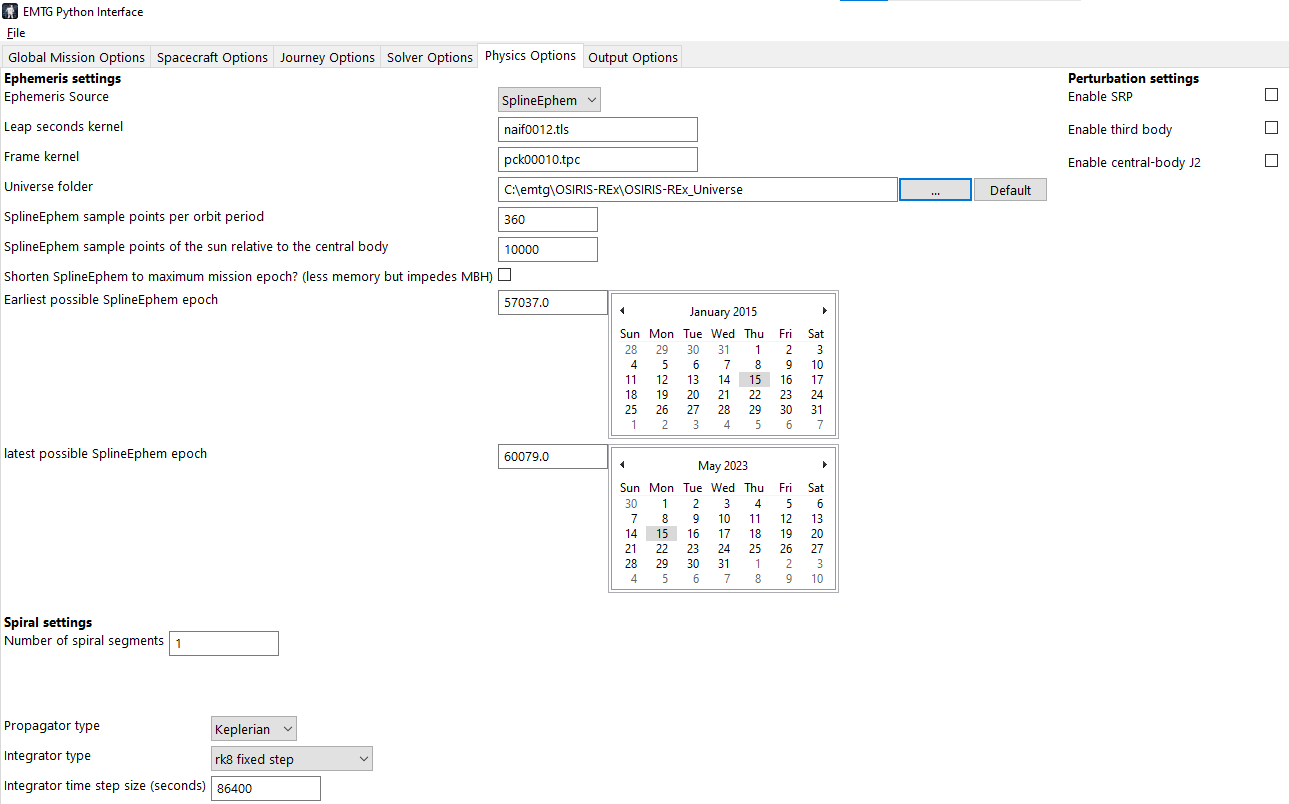 EMTG Python Interface
File
Global Mission Options Spacecraft Options Journey Options Solver Options Physics Options Output Options
Ephemeris settings
Ephemeris Source SplineEphem
Leap seconds kernel naif0012.tls
Frame kernel pck00010.tpc
Universe folder C:\emtg\OSIRIS-REx\OSIRIS-REx_Universe ... Default
SplineEphem sample points per orbit period 360
SplineEphem sample points of the sun relative to the central body 10000
Shorten SplineEphem to maximum mission epoch? (less memory but impedes MBH)
Earliest possible SplineEphem epoch 57037.0
January 2015
Sun Mon Tue Wed Thu Fri Sat
28 29 30 31 1 2 3
4 5 6 7 8 9 10
11 12 13 14 15 16 17
18 19 20 21 22 23 24
25 26 27 28 29 30 31
1 2 3 4 5 6 7
latest possible SplineEphem epoch 60079.0
May 2023
Sun Mon Tue Wed Thu Fri Sat
30 1 2 3 4 5 6
7 8 9 10 11 12 13
14 15 16 17 18 19 20
21 22 23 24 25 26 27
28 29 30 31 1 2 3
4 5 6 7 8 9 10
Spiral settings
Number of spiral segments 1
Propagator type Keplerian
Integrator type rk8 fixed step
Integrator time step size (seconds) 86400
Perturbation settings
Enable SRP
Enable third body
Enable central-body J2